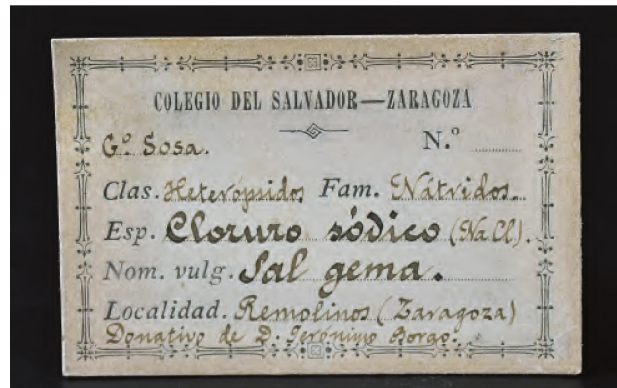 COLEGIO DEL SALVADOR—ZARAGOZA
Gº Sosa. N.º
Clas. Heterópsidos Fam. Nátridos.
Esp. Cloruro sódico (NaCl).
Nom. vulg. Sal gema.
Localidad. Remolinos (Zaragoza)
Donativo de D. Jerónimo Borao.